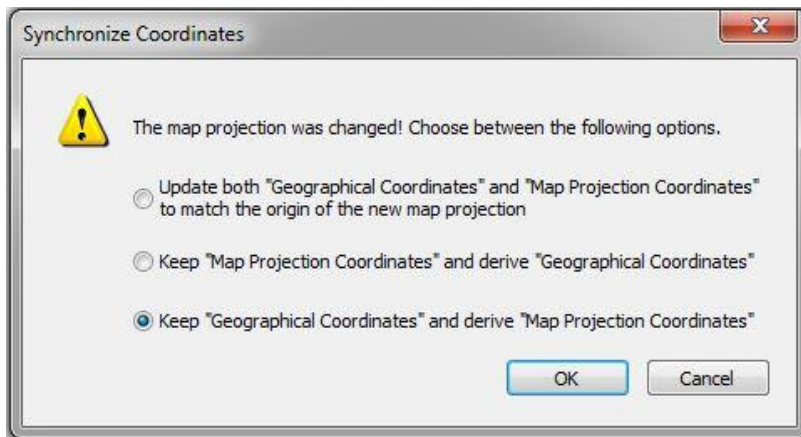 Synchronize Coordinates
The map projection was changed! Choose between the following options.
Update both "Geographical Coordinates" and "Map Projection Coordinates"
to match the origin of the new map projection
Keep "Map Projection Coordinates" and derive "Geographical Coordinates"
Keep "Geographical Coordinates" and derive "Map Projection Coordinates"
OK
Cancel